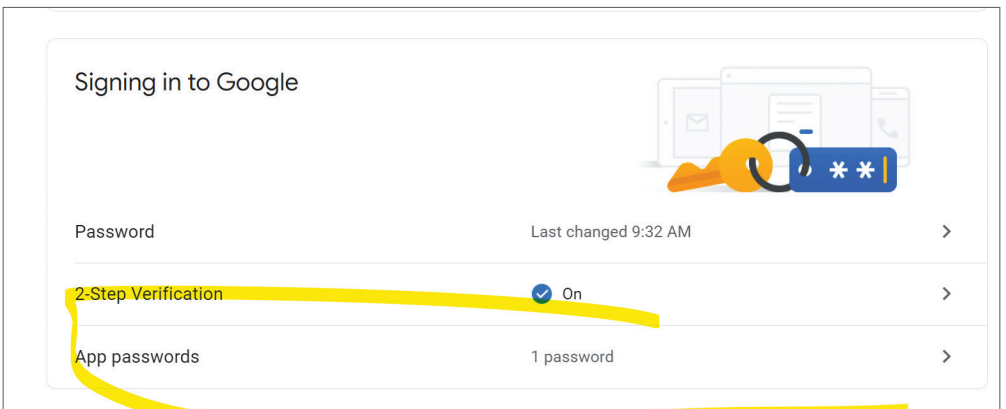 Signing in to Google
**
Password Last changed 9:32 AM
2-Step Verification On
App passwords 1 password